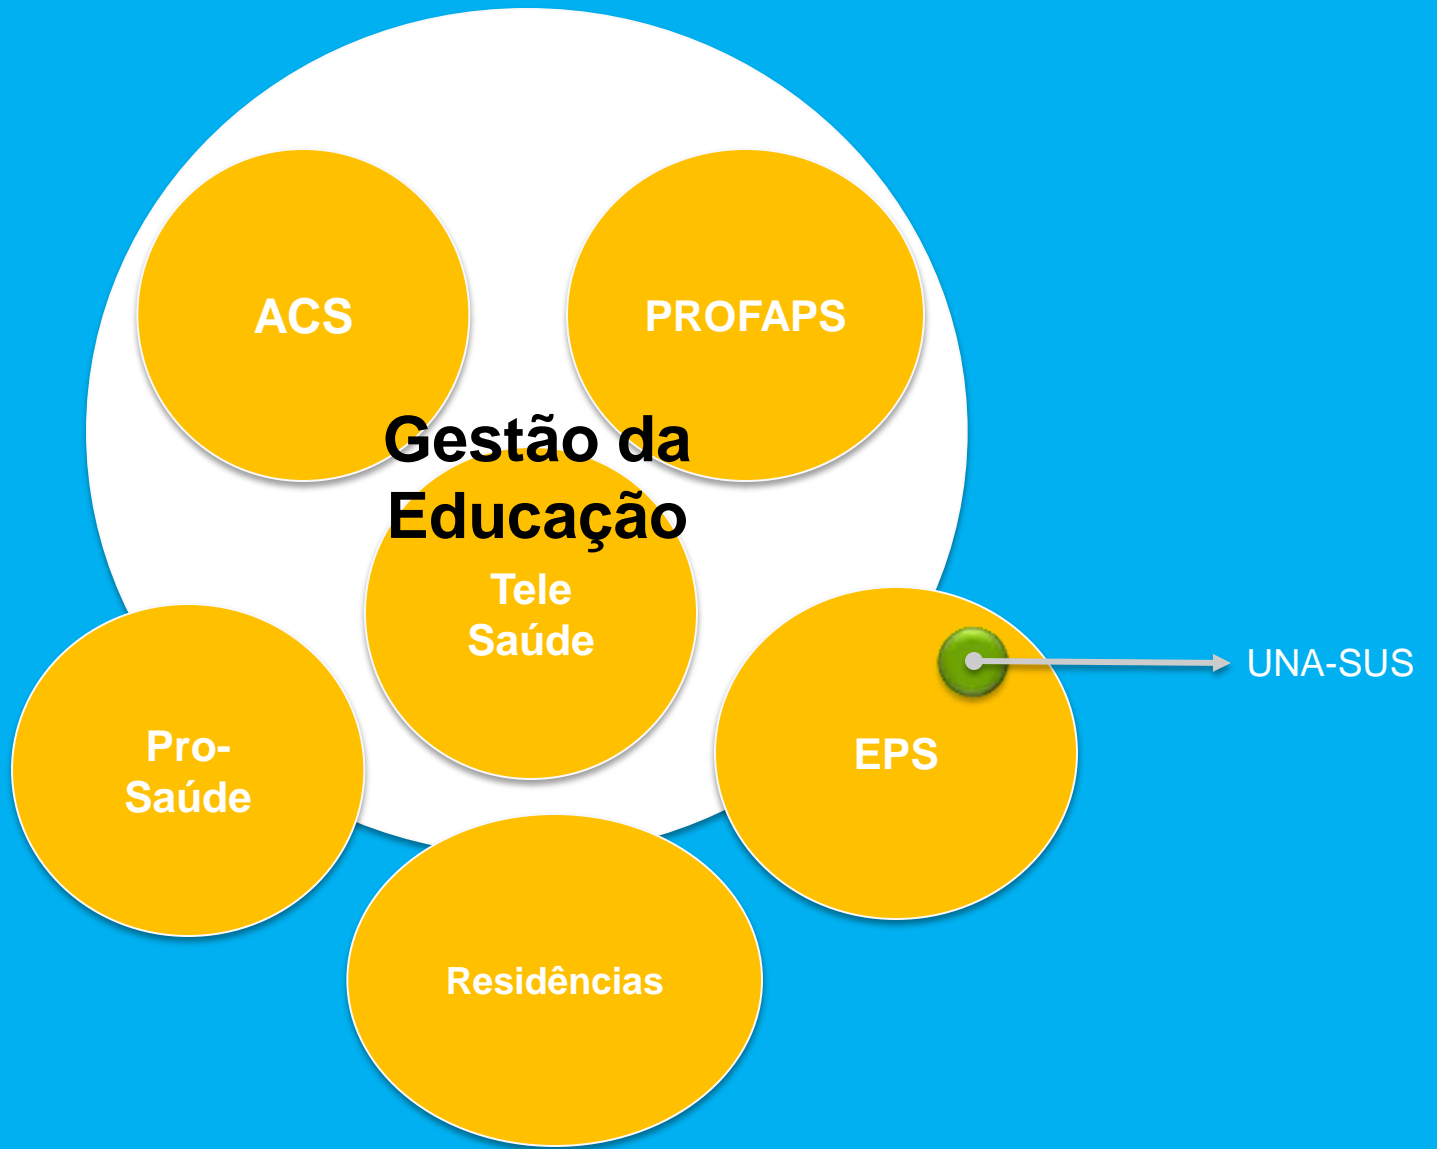 ACS
PROFAPS
Gestão da
Educação
Tele
Saúde
UNA-SUS
Pro-
Saúde
EPS
Residências